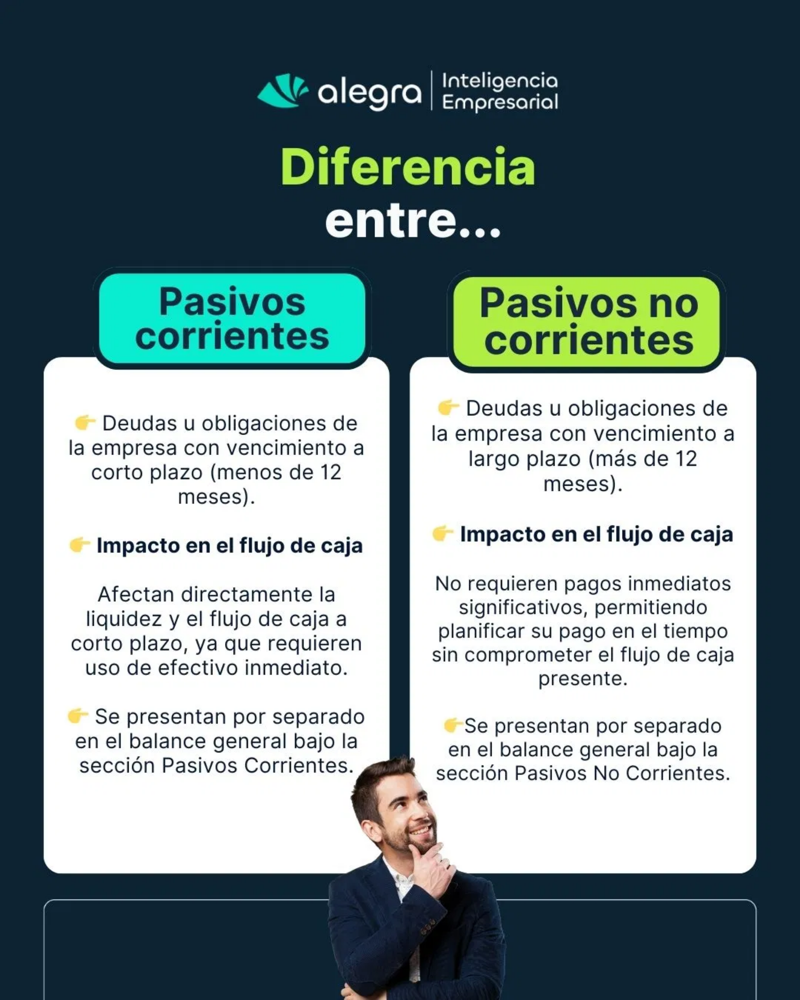 alegra
Inteligencia
Empresarial
Diferencia
entre...
Pasivos
corrientes
👉 Deudas u obligaciones de
la empresa con vencimiento a
corto plazo (menos de 12
meses).
👉 Impacto en el flujo de caja
Afectan directamente la
liquidez y el flujo de caja a
corto plazo, ya que requieren
uso de efectivo inmediato.
👉 Se presentan por separado
en el balance general bajo la
sección Pasivos Corrientes.
Pasivos no
corrientes
👉 Deudas u obligaciones de
la empresa con vencimiento a
largo plazo (más de 12
meses).
👉 Impacto en el flujo de caja
No requieren pagos inmediatos
significativos, permitiendo
planificar su pago en el tiempo
sin comprometer el flujo de caja
presente.
👉Se presentan por separado
en el balance general bajo la
sección Pasivos No Corrientes.